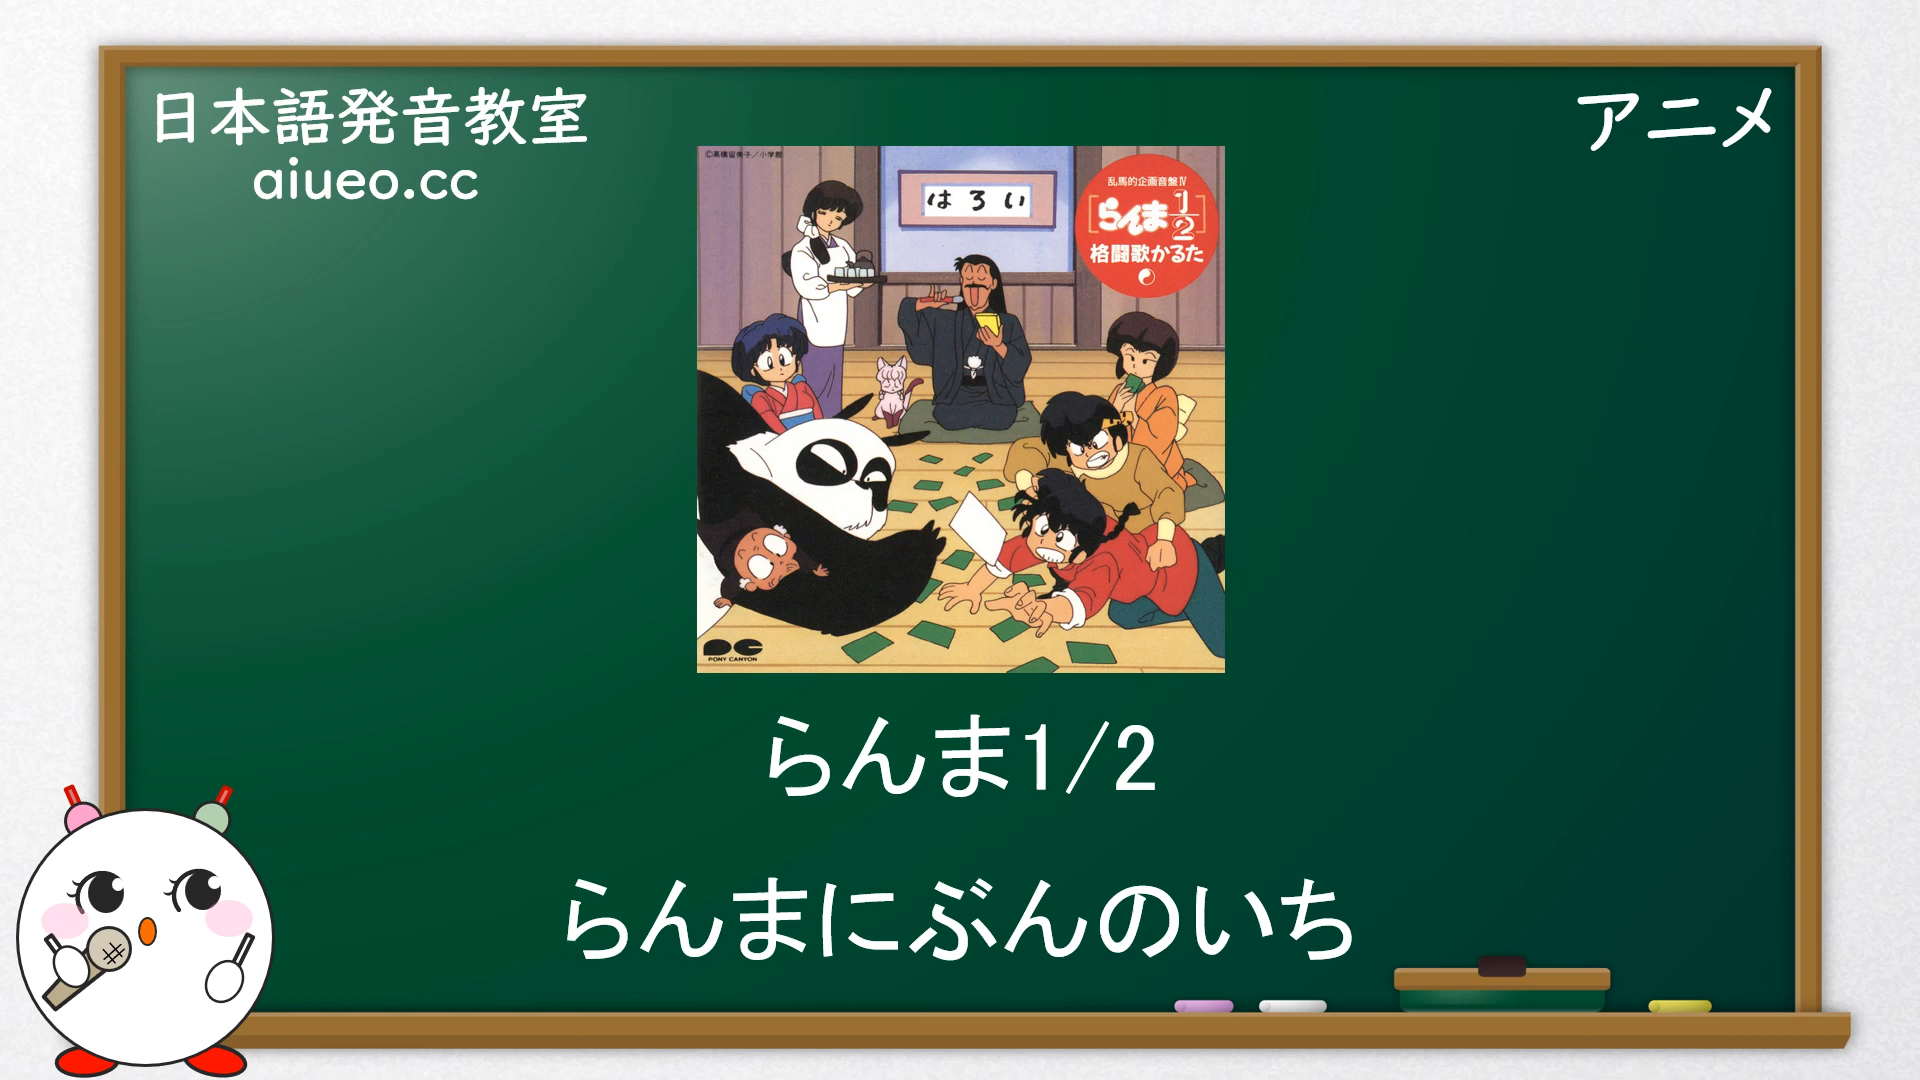 日本語発音教室
aiueo.cc
アニメ
©高橋留美子／小学館
はろい
乱馬的企画音盤Ⅳ
[らんま1/2]
格闘歌かるた
PONY CANYON
らんま1/2
らんまにぶんのいち